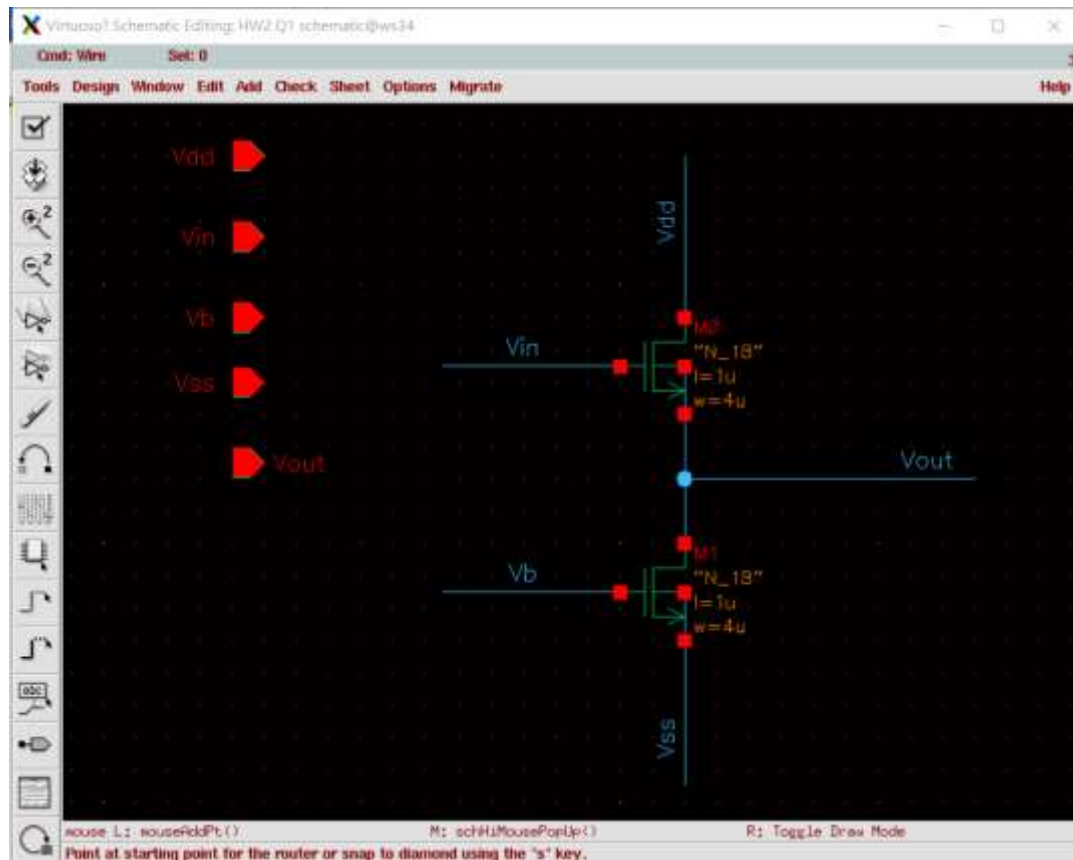 Virtuoso? Schematic Editing: HW2 Q1 schematic@ws34
Cmd: Wire Sel: 0 3
Tools Design Window Edit Add Check Sheet Options Migrate Help
Vdd
Vin
Vb
Vss
Vout
Vdd
Vin
M0
"N_18"
l=1u
w=4u
Vout
Vb
M1
"N_18"
l=1u
w=4u
Vss
abc
mouse L: mouseAddPt() M: schHiMousePopUp() R: Toggle Draw Mode
Point at starting point for the router or snap to diamond using the 's' key.